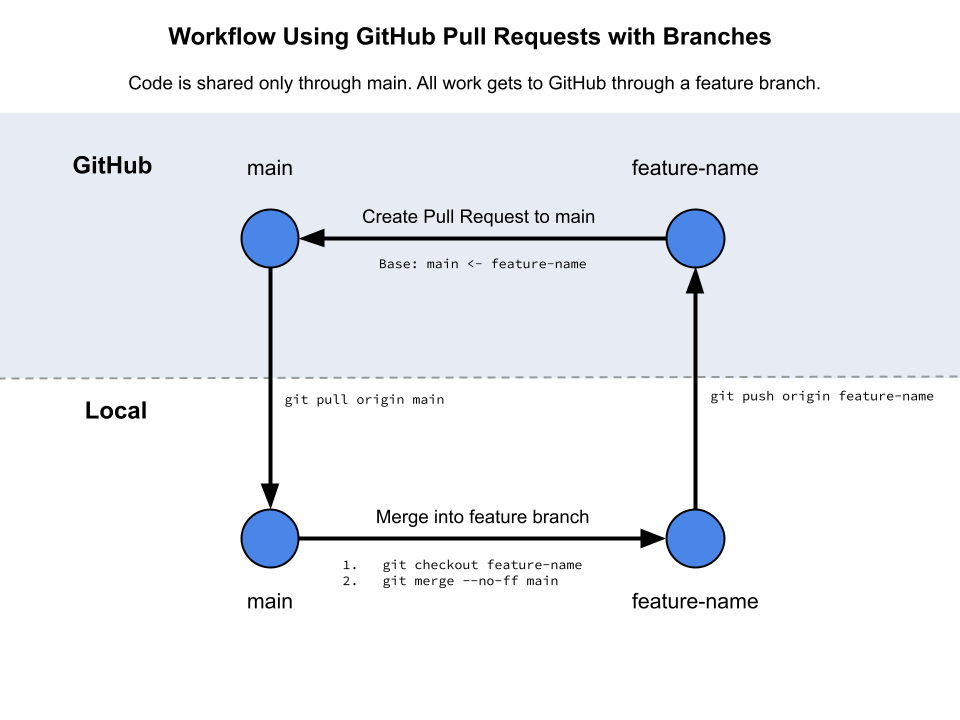 Workflow Using GitHub Pull Requests with Branches
Code is shared only through main. All work gets to GitHub through a feature branch.
GitHub
main
feature-name
Create Pull Request to main
Base: main <- feature-name
git pull origin main
git push origin feature-name
Local
Merge into feature branch
1. git checkout feature-name
2. git merge --no-ff main
main
feature-name